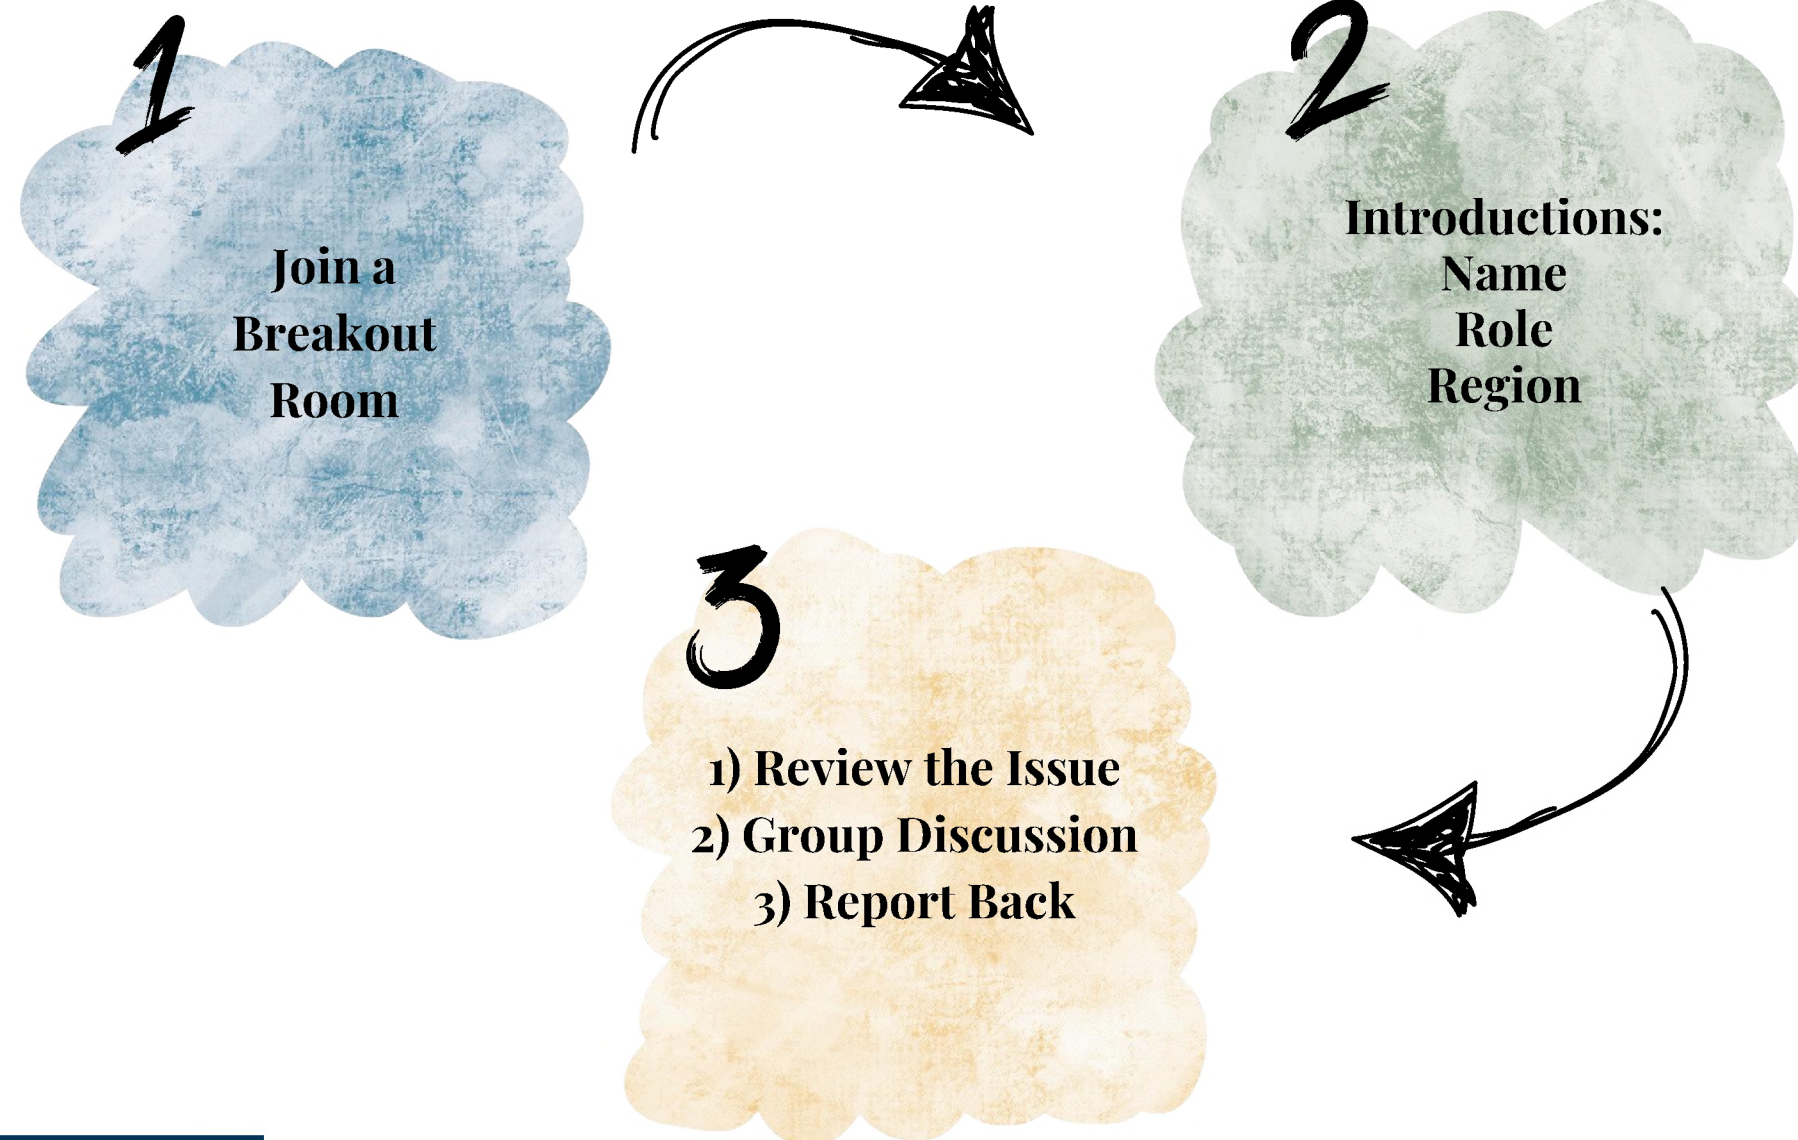 1
Join a
Breakout
Room
2
Introductions:
Name
Role
Region
3
1) Review the Issue
2) Group Discussion
3) Report Back